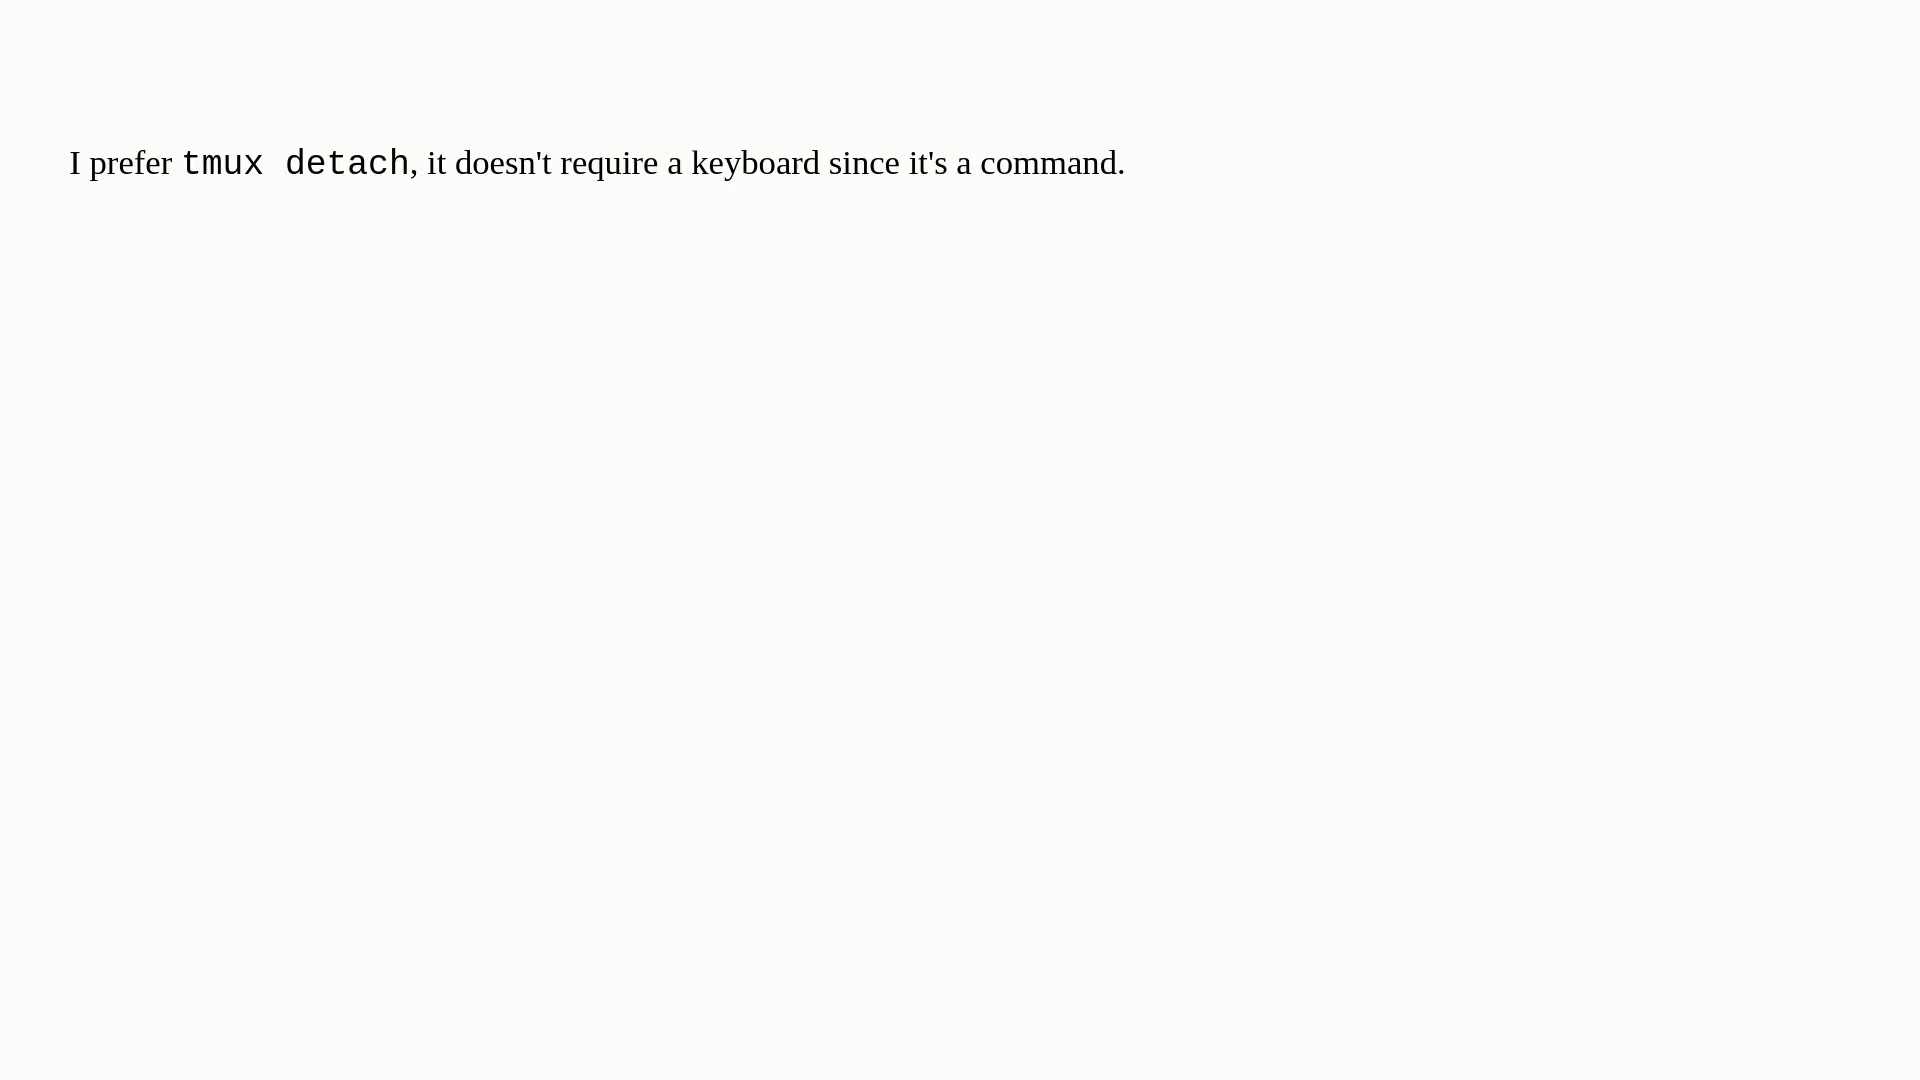 I prefer tmux detach, it doesn't require a keyboard since it's a command.